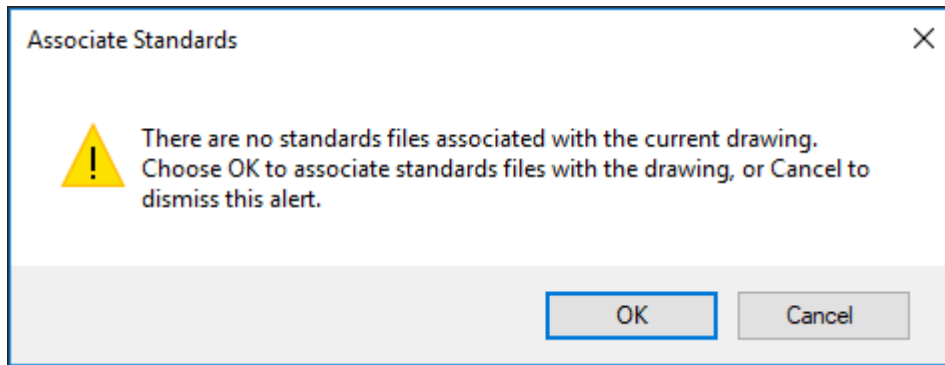 Associate Standards
There are no standards files associated with the current drawing.
Choose OK to associate standards files with the drawing, or Cancel to
dismiss this alert.
OK
Cancel